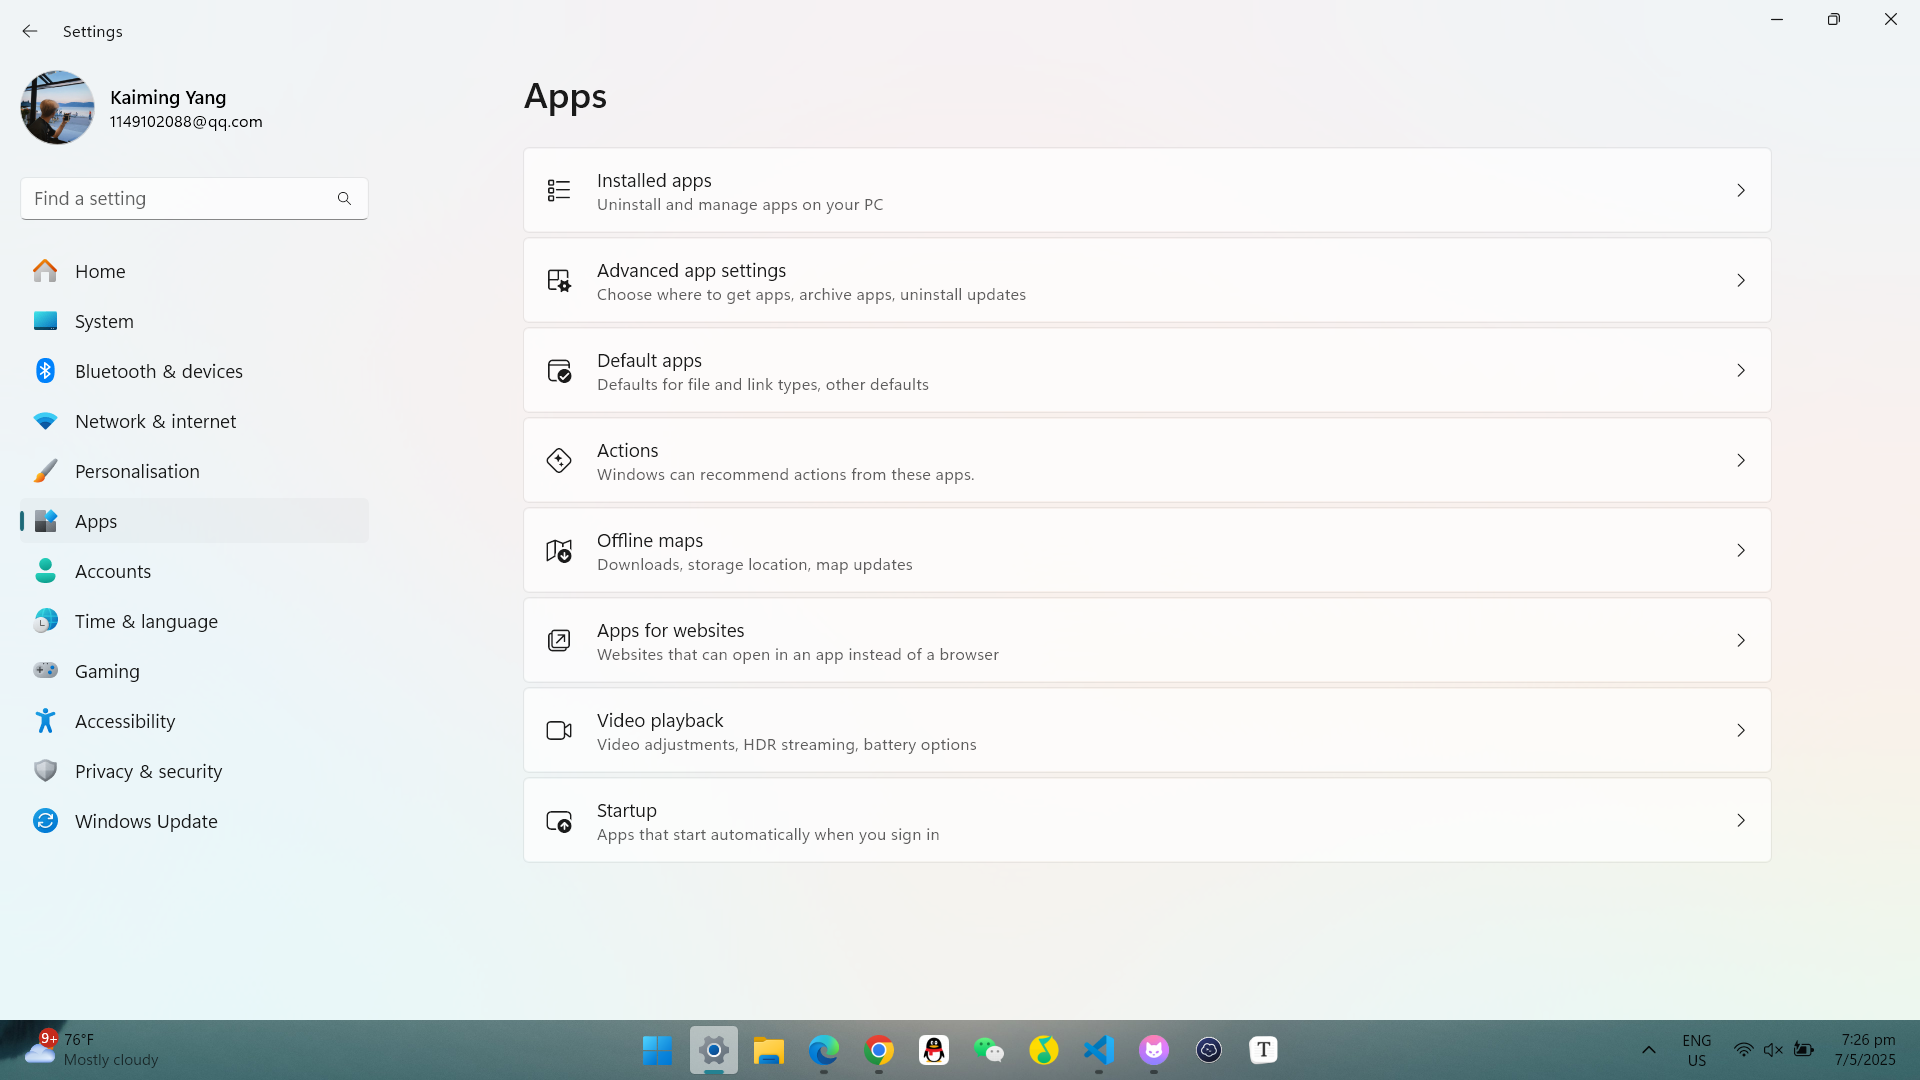 Settings
Kaiming Yang
1149102088@qq.com
Find a setting
Home
System
Bluetooth & devices
Network & internet
Personalisation
Apps
Accounts
Time & language
Gaming
Accessibility
Privacy & security
Windows Update
Apps
Installed apps
Uninstall and manage apps on your PC
Advanced app settings
Choose where to get apps, archive apps, uninstall updates
Default apps
Defaults for file and link types, other defaults
Actions
Windows can recommend actions from these apps.
Offline maps
Downloads, storage location, map updates
Apps for websites
Websites that can open in an app instead of a browser
Video playback
Video adjustments, HDR streaming, battery options
Startup
Apps that start automatically when you sign in
9+
76°F
Mostly cloudy
T
ENG
US
7:26 pm
7/5/2025